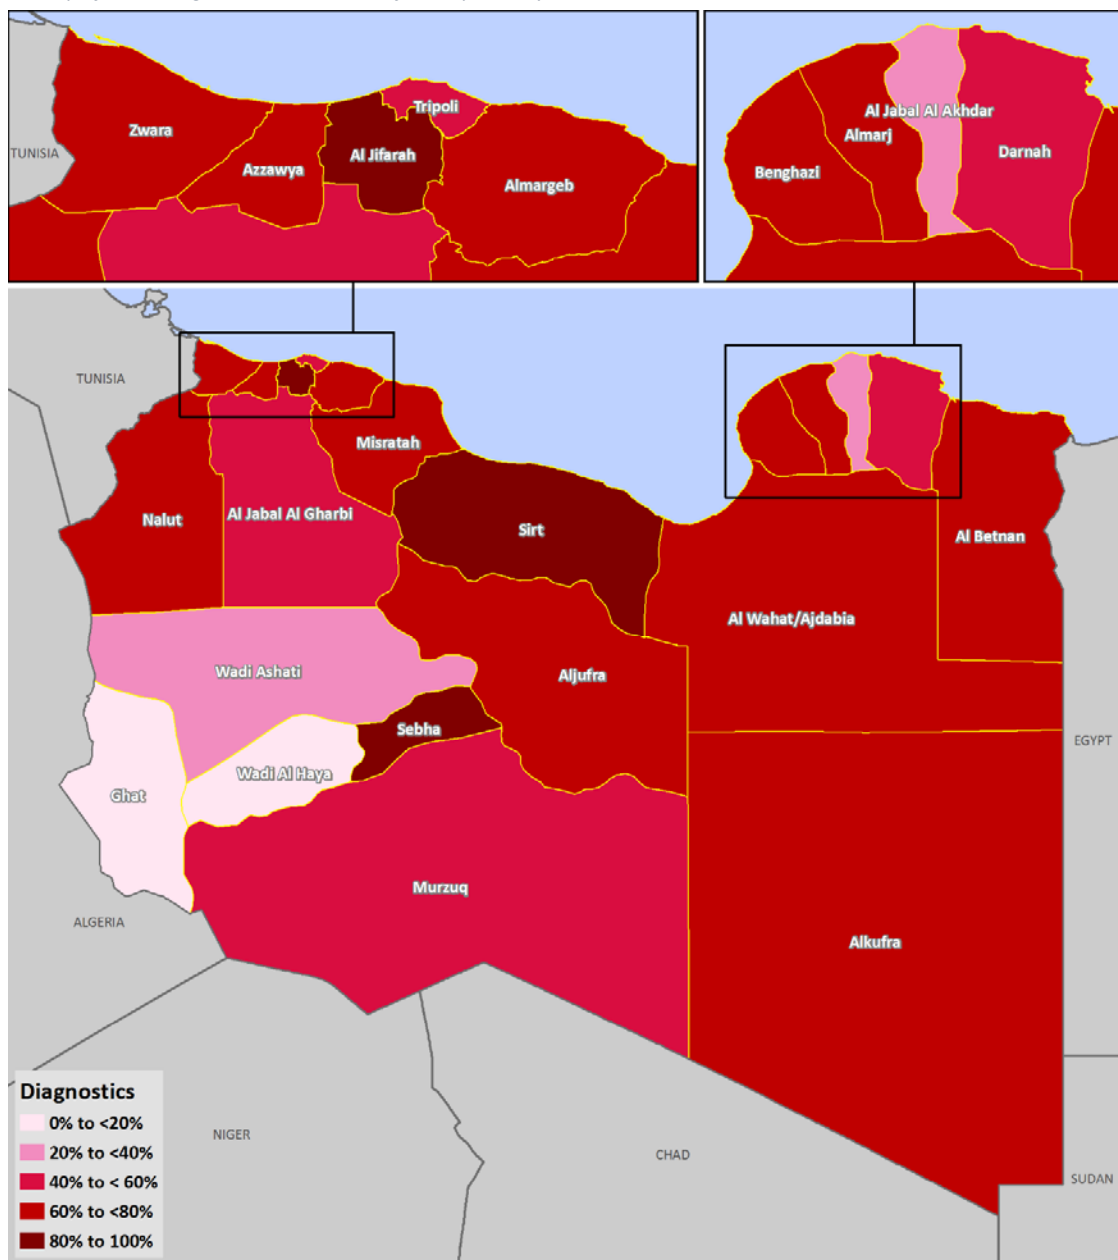 Zwara
TUNISIA
Azzawya
Al Jifarah
Tripoli
Almargeb
Al Jabal Al Akhdar
Almarj
Darnah
Benghazi
TUNISIA
Misratah
Nalut
Al Jabal Al Gharbi
Sirt
Al Betnan
Al Wahat/Ajdabia
Wadi Ashati
Aljufra
Sebha
EGYPT
Wadi Al Haya
Ghat
Murzuq
ALGERIA
Alkufra
Diagnostics
0% to <20%
20% to <40%
40% to < 60%
60% to <80%
80% to 100%
NIGER
CHAD
SUDAN